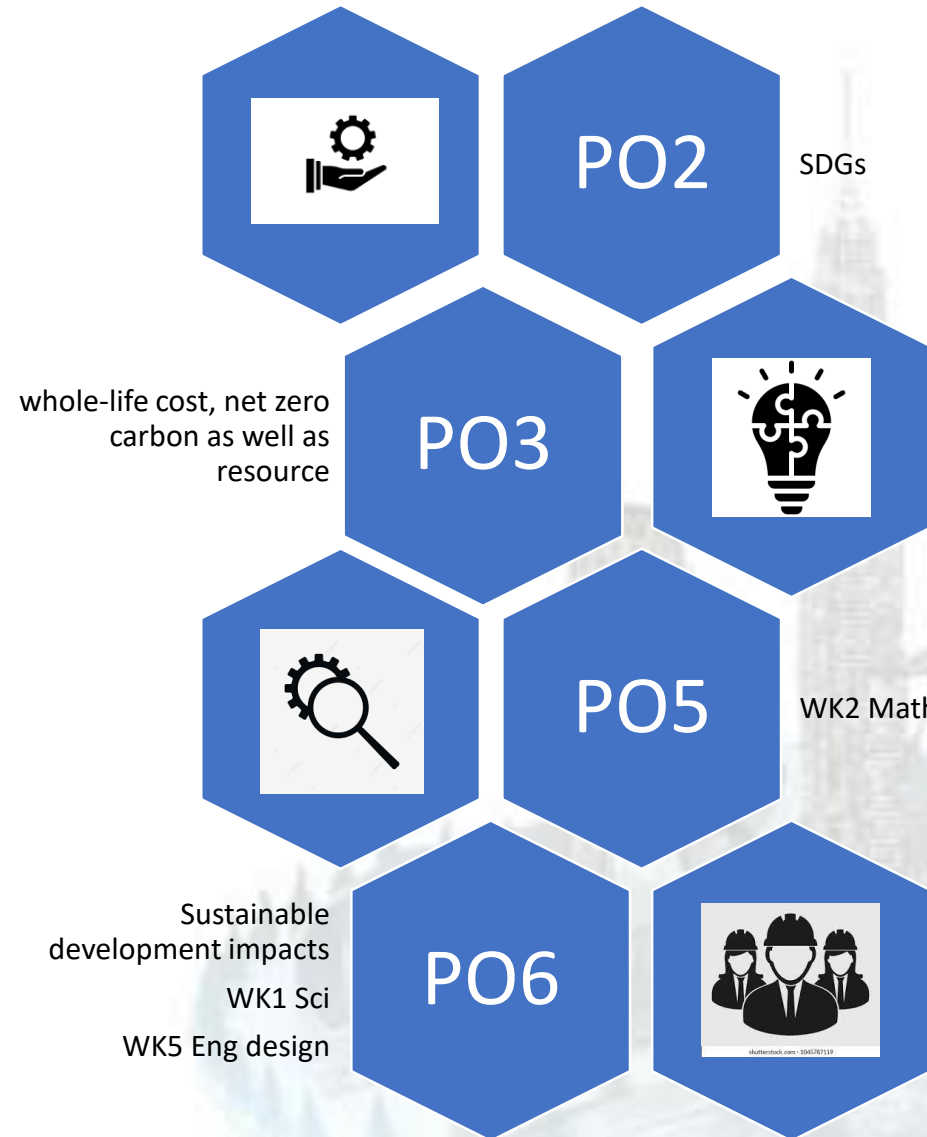 PO2
SDGs
whole-life cost, net zero
carbon as well as
resource
PO3
PO5
WK2 Math
Sustainable
development impacts
WK1 Sci
WK5 Eng design
PO6
shutterstock.com · 1045787119